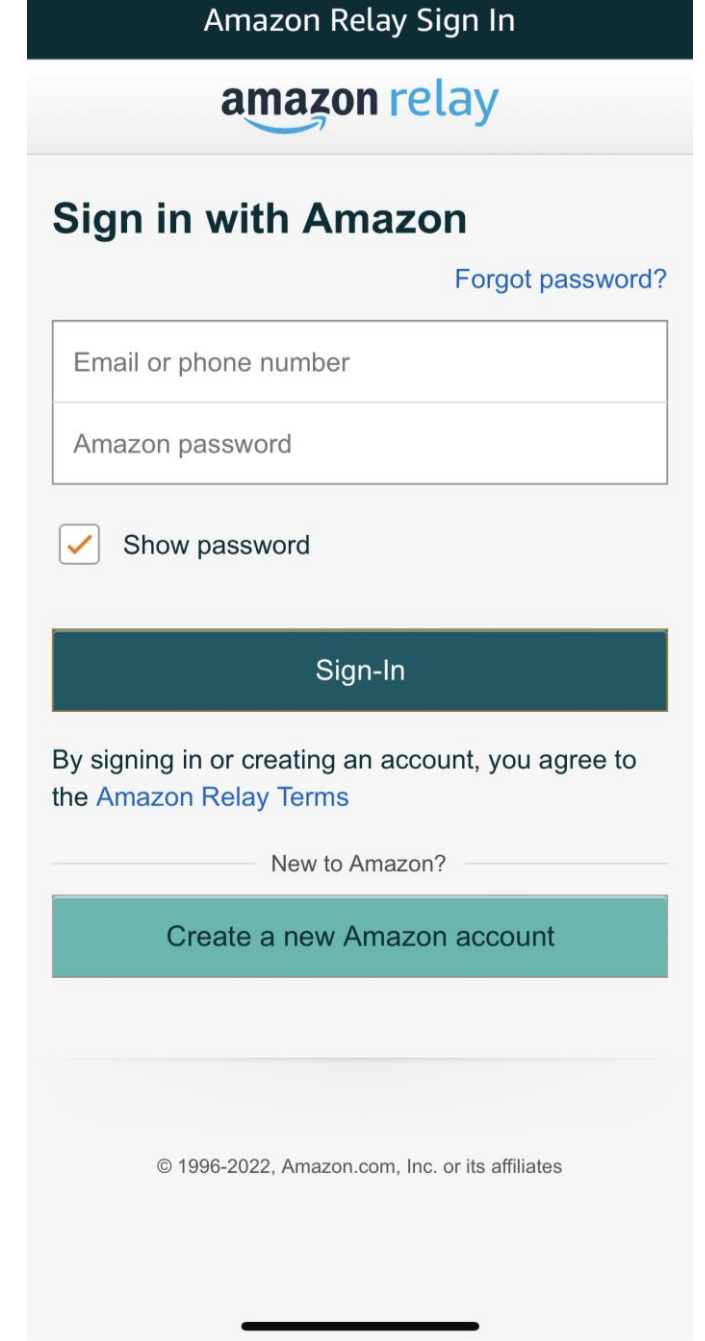 Amazon Relay Sign In
amazon relay
Sign in with Amazon
Forgot password?
Email or phone number
Amazon password
Show password
Sign-In
By signing in or creating an account, you agree to
the Amazon Relay Terms
New to Amazon?
Create a new Amazon account
© 1996-2022, Amazon.com, Inc. or its affiliates